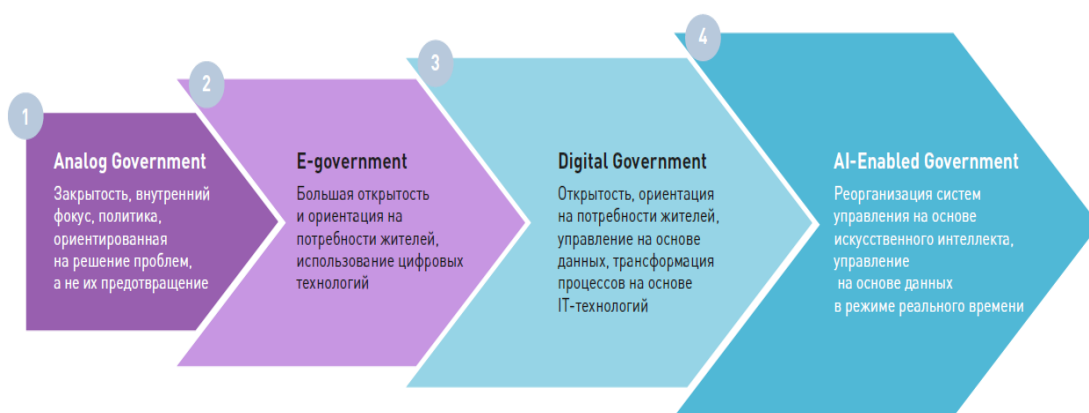 1
Analog Government
Закрытость, внутренний
фокус, политика,
ориентированная
на решение проблем,
а не их предотвращение
2
E-government
Большая открытость
и ориентация на
потребности жителей,
использование цифровых
технологий
3
Digital Government
Открытость, ориентация
на потребности жителей,
управление на основе
данных, трансформация
процессов на основе
IT-технологий
4
AI-Enabled Government
Реорганизация систем
управления на основе
искусственного интеллекта,
управление
на основе данных
в режиме реального времени